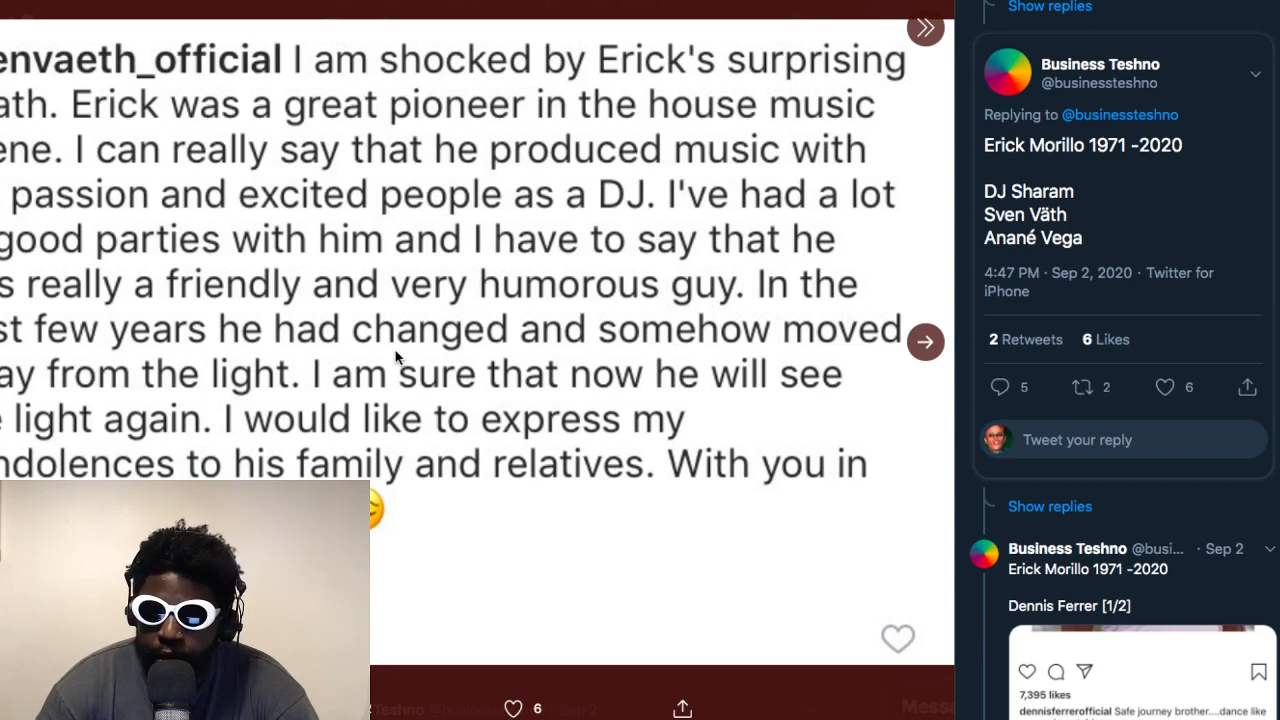 envaeth_official I am shocked by Erick's surprising
ath. Erick was a great pioneer in the house music
ene. I can really say that he produced music with
passion and excited people as a DJ. I've had a lot
good parties with him and I have to say that he
s really a friendly and very humorous guy. In the
st few years he had changed and somehow moved
ay from the light. I am sure that now he will see
e light again. I would like to express my
ndolences to his family and relatives. With you in
6
Show replies
Business Teshno
@businessteshno
Replying to @businessteshno
Erick Morillo 1971 -2020
DJ Sharam
Sven Väth
Anané Vega
4:47 PM · Sep 2, 2020 · Twitter for
iPhone
2 Retweets 6 Likes
5 2 6
Tweet your reply
Show replies
Business Teshno @busi... · Sep 2
Erick Morillo 1971 -2020
Dennis Ferrer [1/2]
7,395 likes
dennisferrerofficial Safe journey brother....dance like